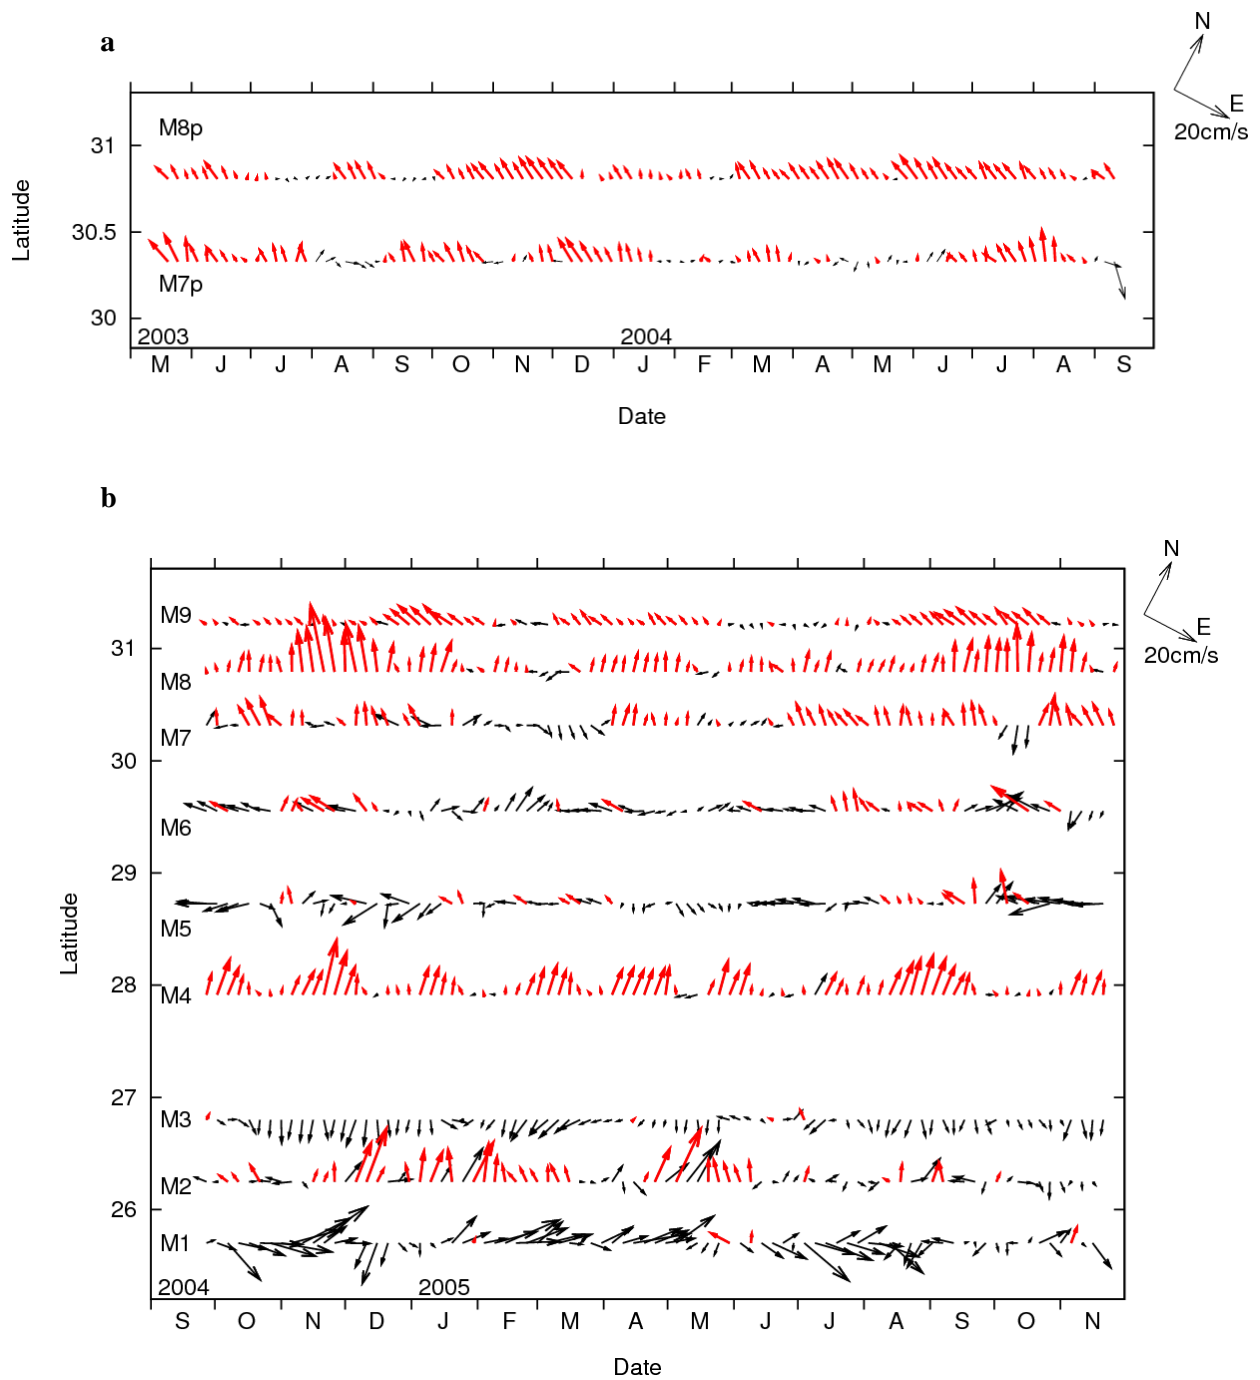 a
N
E
20cm/s
M8p
31
30.5
M7p
30
2003 2004
M J J A S O N D J F M A M J J A S
Latitude
Date
b
N
E
20cm/s
M9
31
M8
M7
30
M6
29
M5
28
M4
27
M3
M2
26
M1
2004 2005
S O N D J F M A M J J A S O N
Latitude
Date